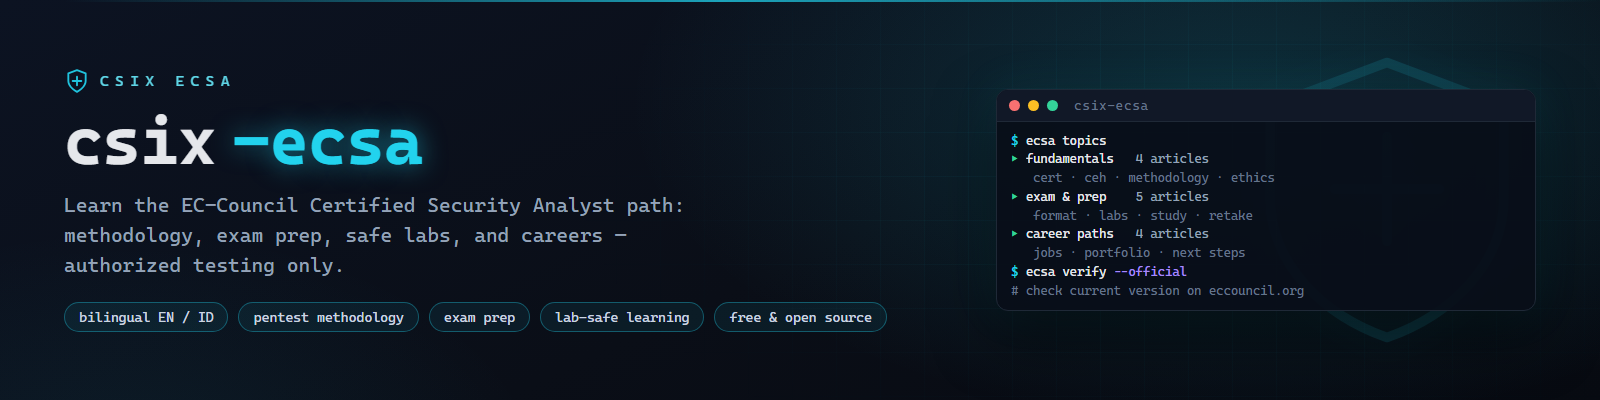 CSIX ECSA
csix -ecsa
Learn the EC-Council Certified Security Analyst path:
methodology, exam prep, safe labs, and careers —
authorized testing only.
bilingual EN / ID
pentest methodology
exam prep
lab-safe learning
free & open source
csix-ecsa
$ ecsa topics
▸ fundamentals 4 articles
cert · ceh · methodology · ethics
▸ exam & prep 5 articles
format · labs · study · retake
▸ career paths 4 articles
jobs · portfolio · next steps
$ ecsa verify --official
# check current version on eccouncil.org